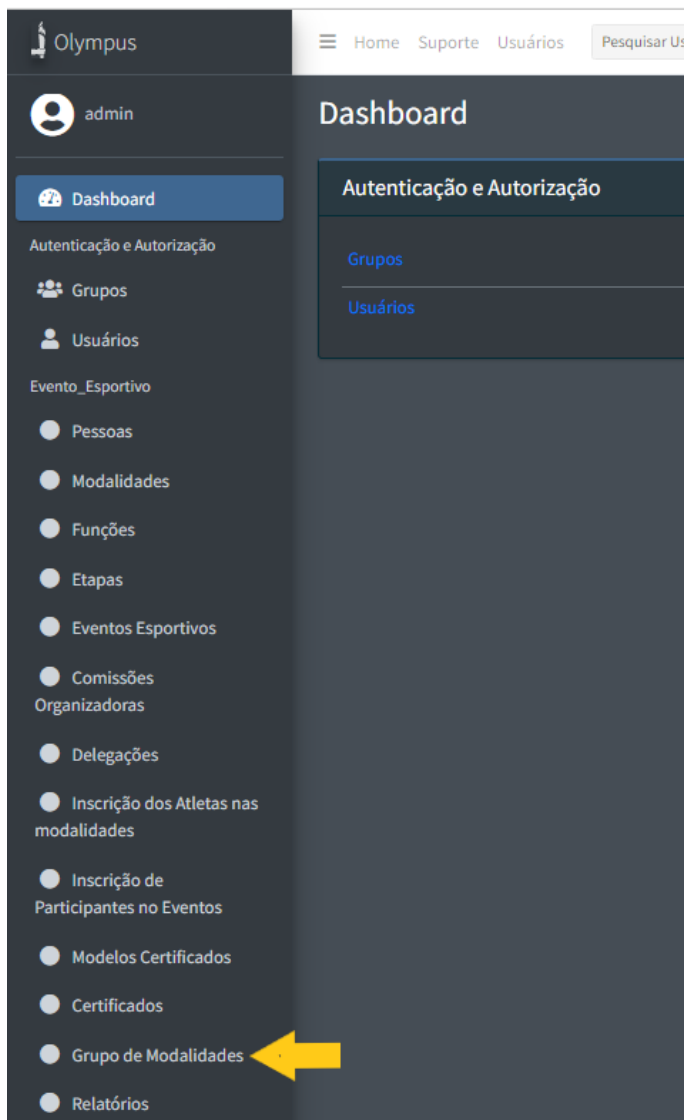 Olympus
Home Suporte Usuários Pesquisar Us
admin
Dashboard
Dashboard
Autenticação e Autorização
Grupos
Usuários
Evento_Esportivo
Pessoas
Modalidades
Funções
Etapas
Eventos Esportivos
Comissões
Organizadoras
Delegações
Inscrição dos Atletas nas
modalidades
Inscrição de
Participantes no Eventos
Modelos Certificados
Certificados
Grupo de Modalidades
Relatórios
Autenticação e Autorização
Grupos
Usuários